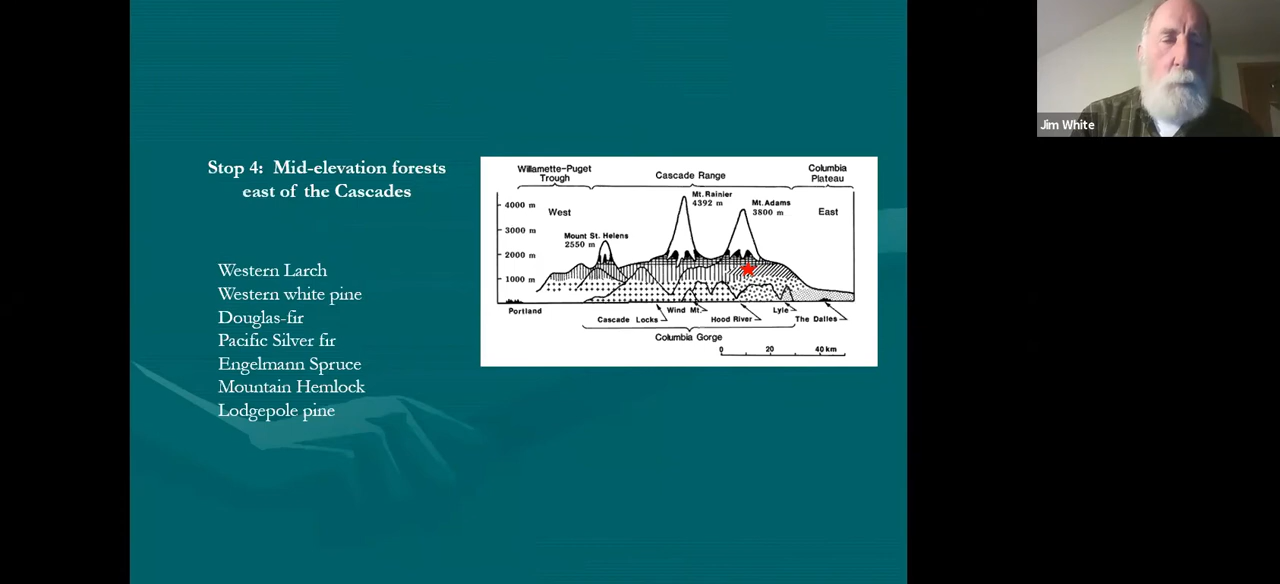 Stop 4: Mid-elevation forests
east of the Cascades
Western Larch
Western white pine
Douglas-fir
Pacific Silver fir
Engelmann Spruce
Mountain Hemlock
Lodgepole pine
Willamette-Puget
Trough
Cascade Range
Columbia
Plateau
4000 m
3000 m
2000 m
1000 m
West
Mount St. Helens
2550 m
Mt. Rainier
4392 m
Mt. Adams
3800 m
East
Portland
Cascade Locks
Wind Mt.
Hood River
Lyle
The Dalles
Columbia Gorge
0 20 40 km
Jim White